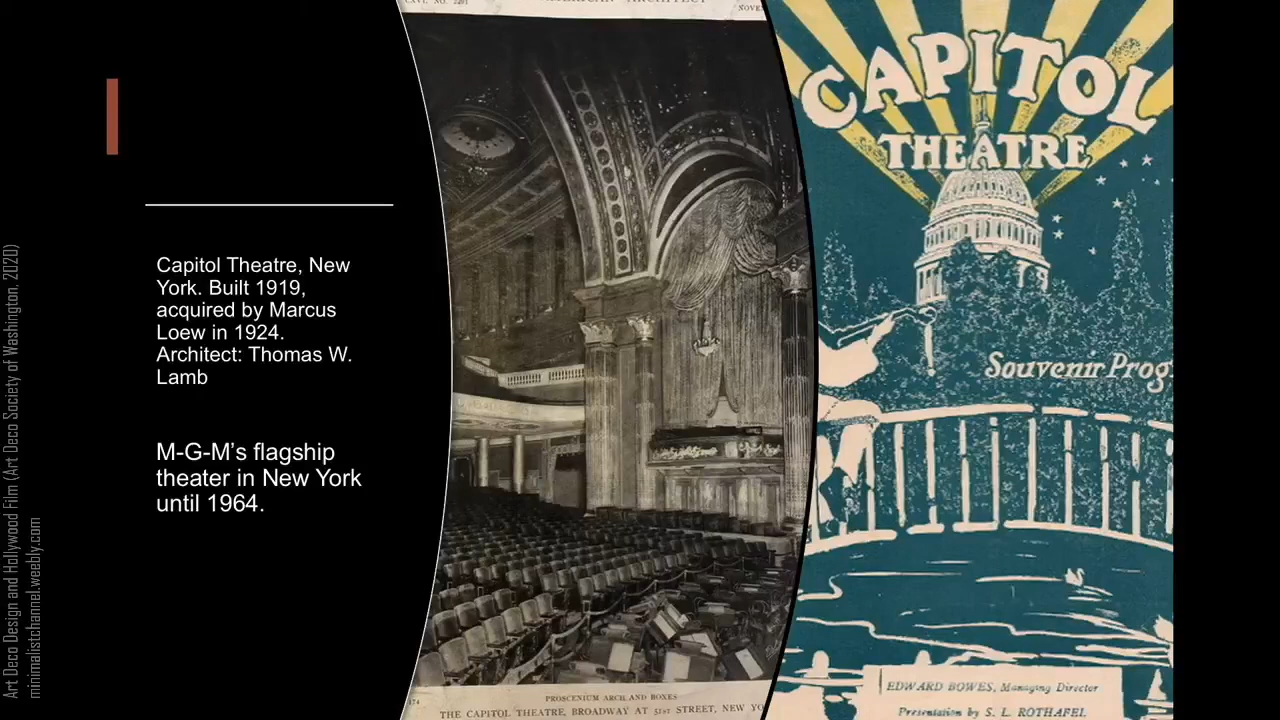 Art Deco Design and Hollywood Film (Art Deco Society of Washington, 2020)
minimalistchannel.weebly.com
Capitol Theatre, New
York. Built 1919,
acquired by Marcus
Loew in 1924.
Architect: Thomas W.
Lamb
M-G-M’s flagship
theater in New York
until 1964.
PROSCENIUM ARCH AND BOXES
THE CAPITOL THEATRE, BROADWAY AT 51ST STREET, NEW YO
CAPITOL
THEATRE
Souvenir Prog
EDWARD BOWES, Managing Director
Presentation by S. L. ROTHAFEL